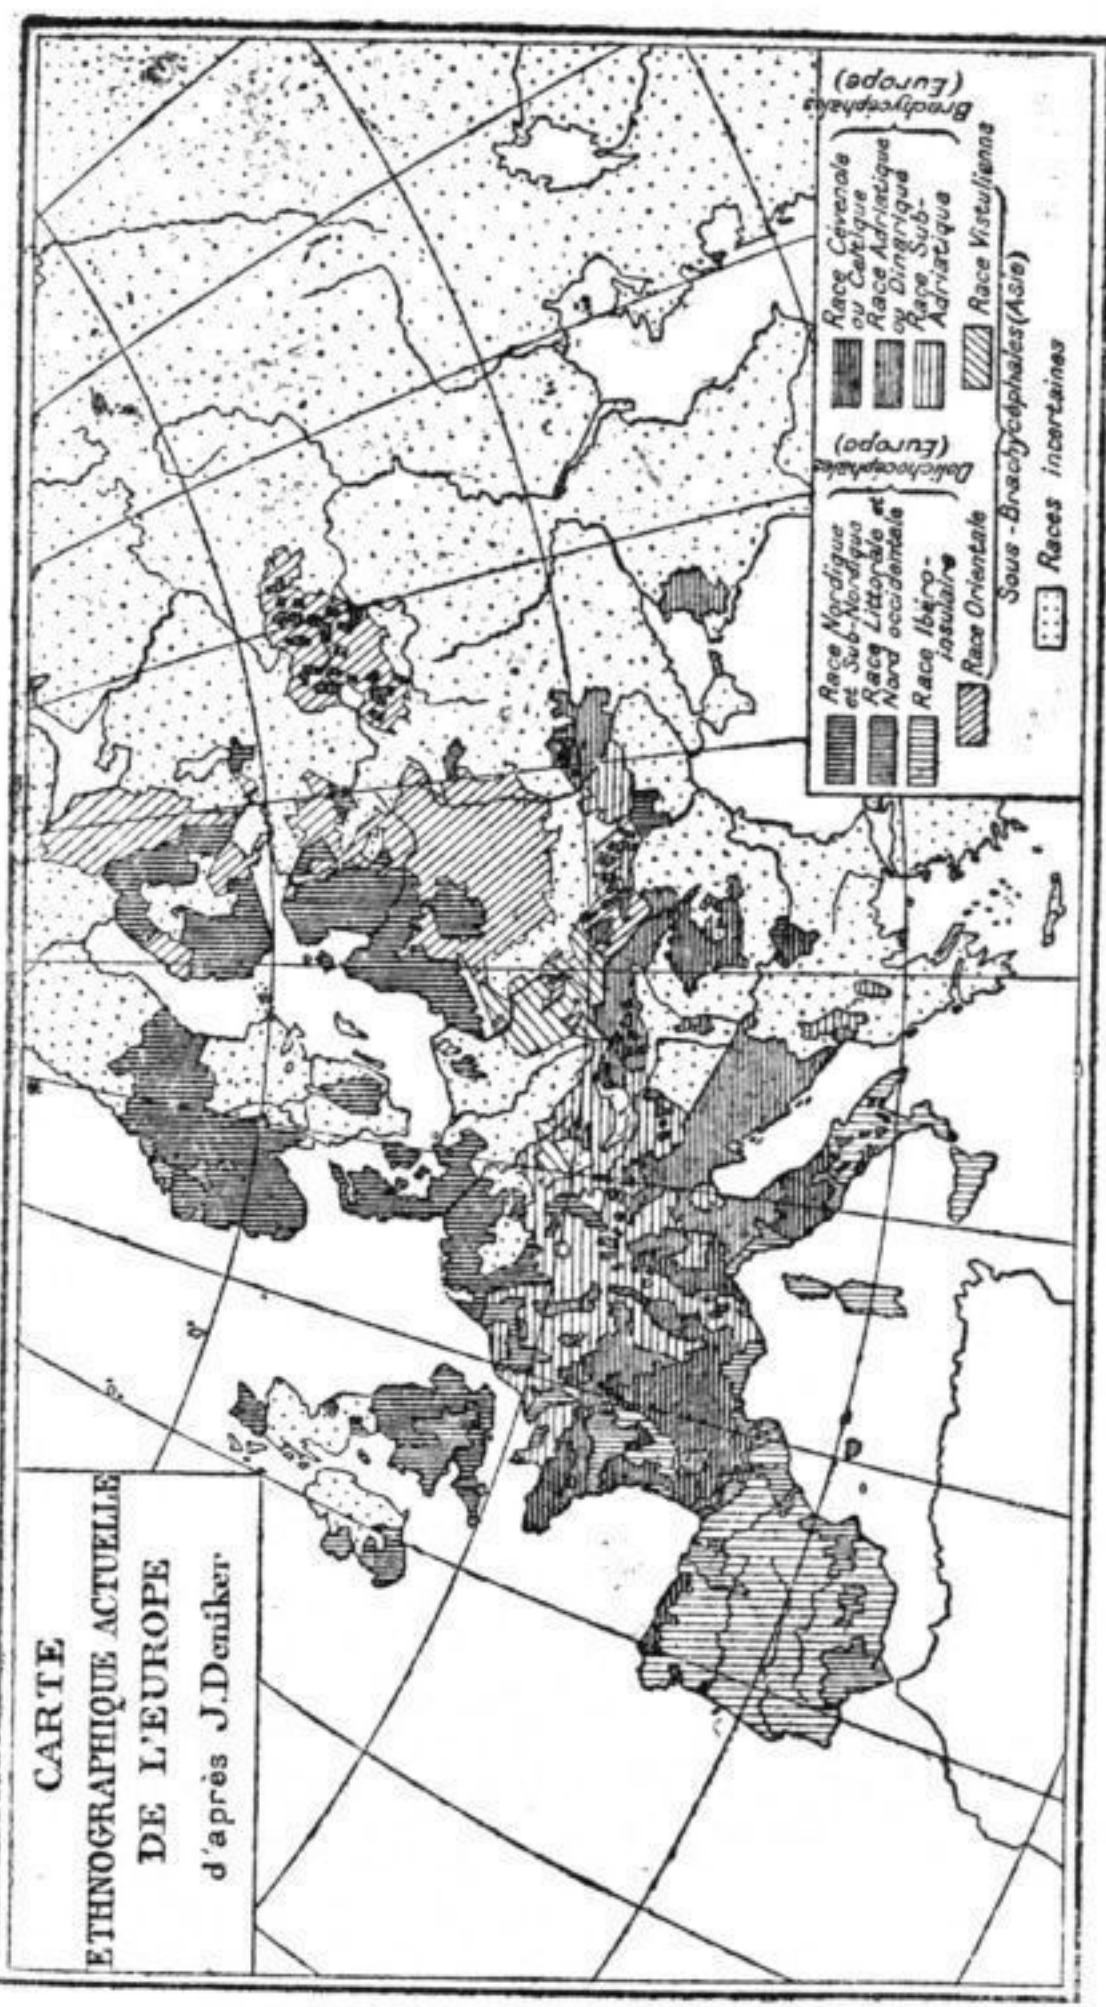 CARTE
ETHNOGRAPHIQUE ACTUELLE
DE L'EUROPE
d'après J.Deniker
Race Nordique
et Sub-Nordique
Race Littorale et
Nord occidentale
Race Ibéro-
insulaire
Dolichocéphales
(Europe)
Race Cévenole
ou Celtique
Race Adriatique
ou Dinarique
Race Sub-
Adriatique
Brachycéphales
(Europe)
Race Orientale
Race Vistulienne
Sous-Brachycéphales(Asie)
Races incertaines